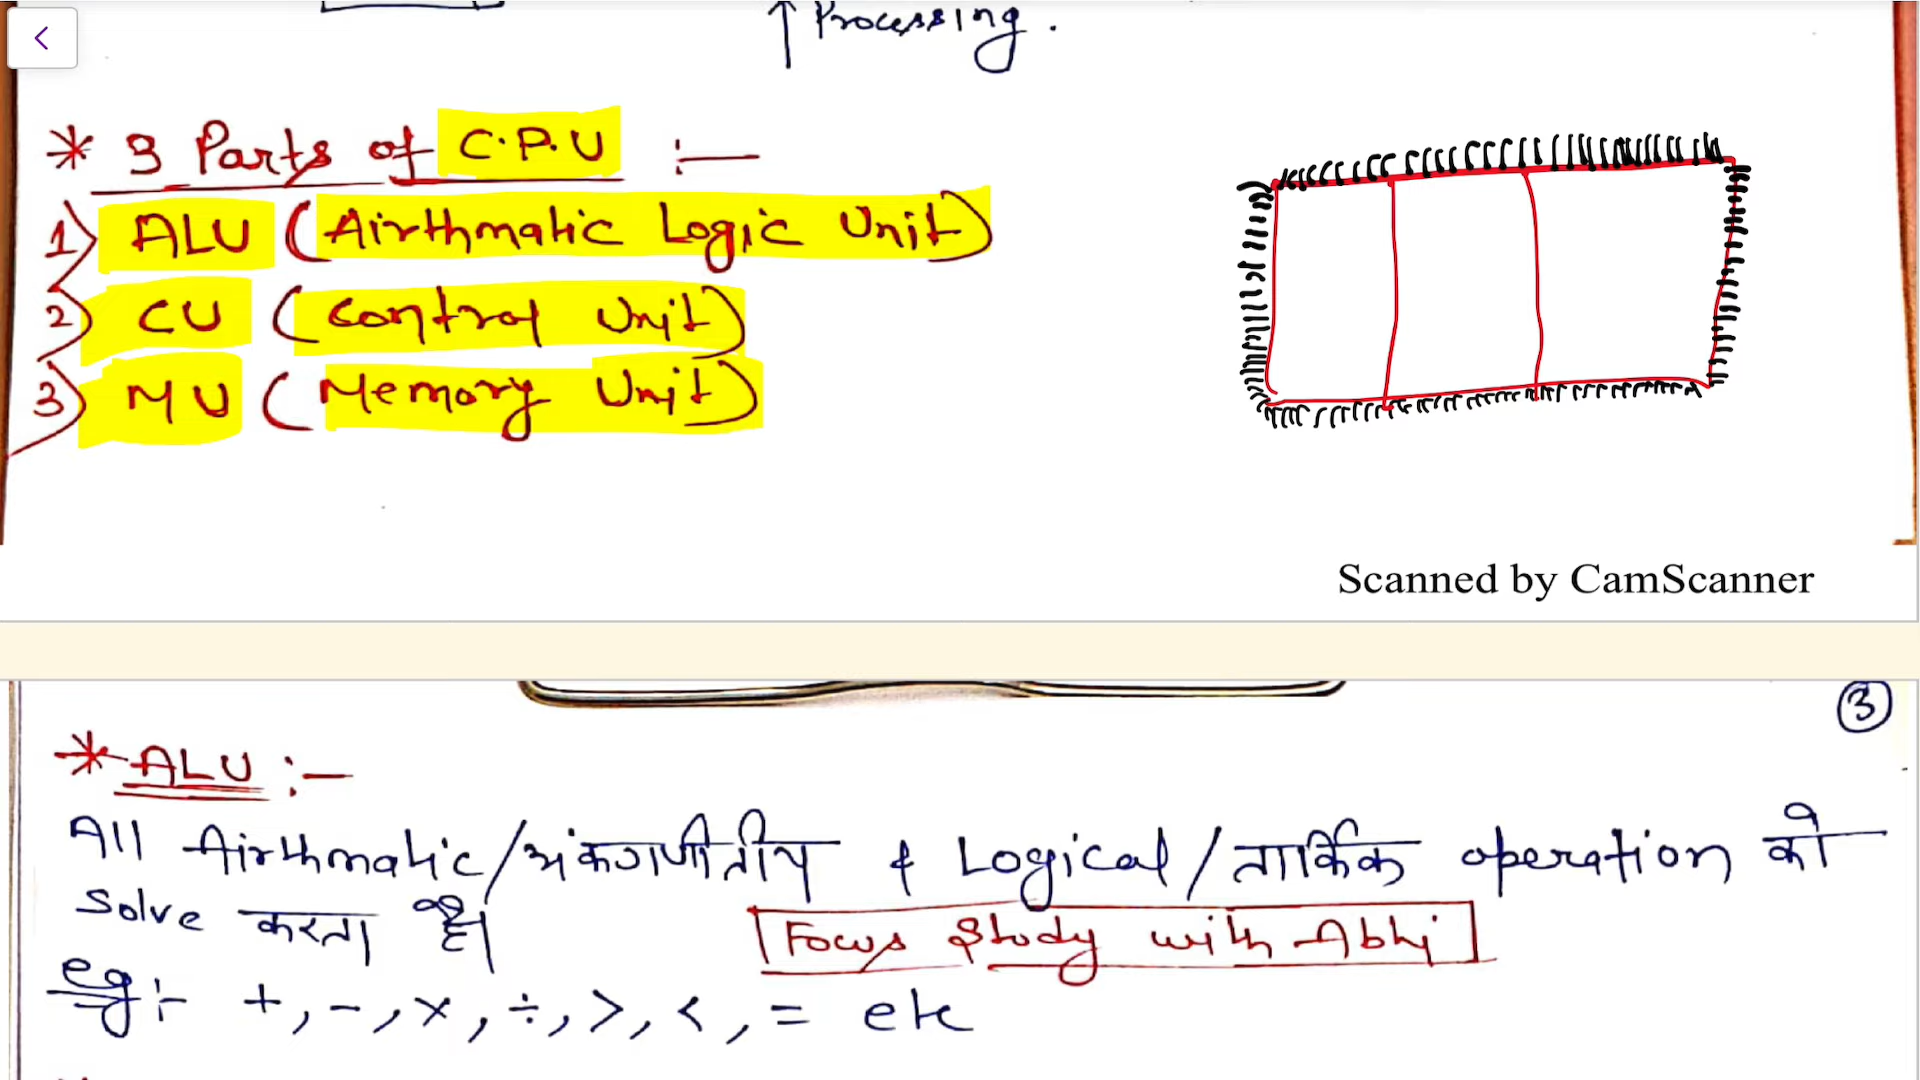 Processing.
* 3 Parts of C.P.U :-
1) ALU (Airthmatic Logic Unit)
2) CU (Control Unit)
3) MU (Memory Unit)
Scanned by CamScanner
3
* ALU :-
All Airthmatic/अंकगणीतीय & Logical/तार्किक operation को
Solve करता है।
Focus Study with Abhi
eg:- +, -, ×, ÷, >, <, = etc